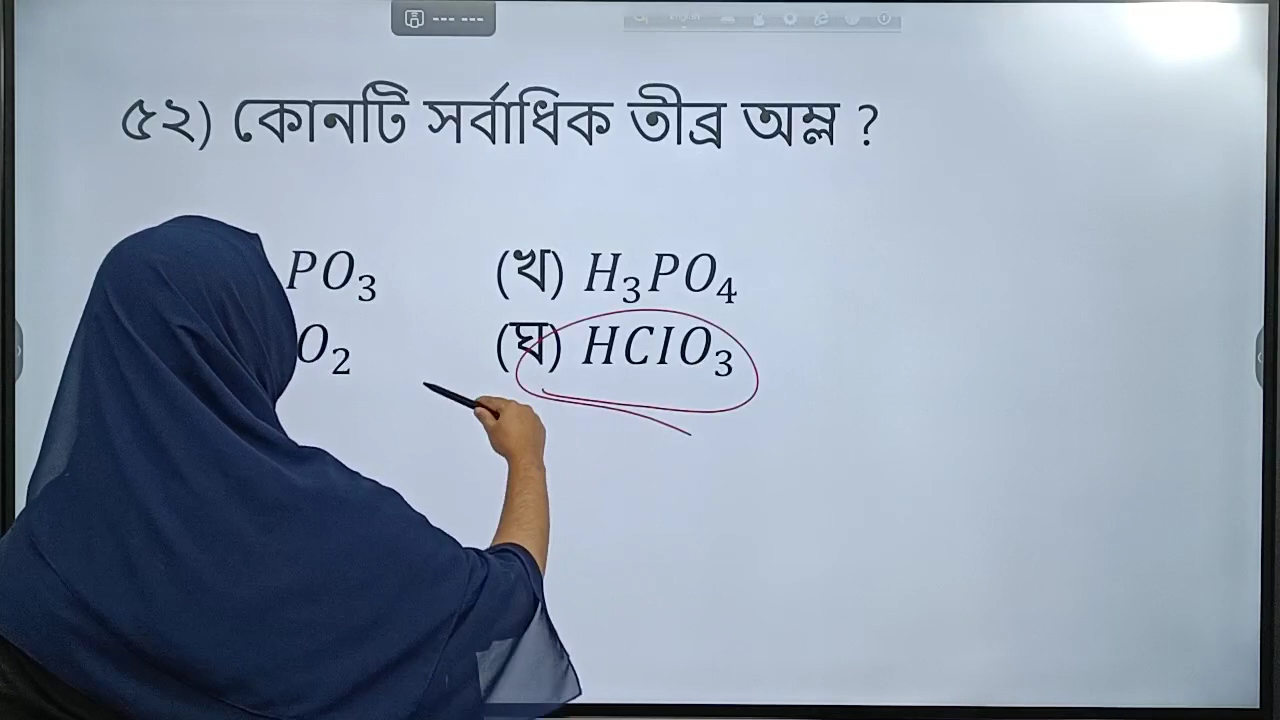 ৫২) কোনটি সর্বাধিক তীব্র অম্ল ?
PO₃ (খ) H₃PO₄
O₂ (ঘ) HClO₃